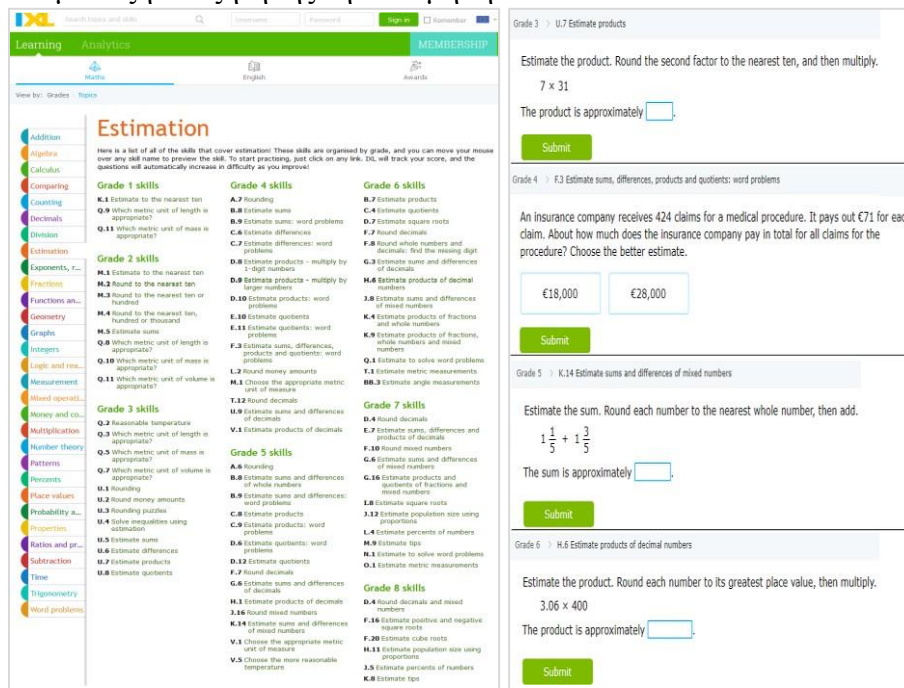 IXL
Search topics and skills
Username
Password
Sign in
Remember
Learning
Analytics
MEMBERSHIP
Maths
English
Awards
View by: Grades Topics
Addition
Algebra
Calculus
Comparing
Counting
Decimals
Division
Estimation
Exponents, r...
Fractions
Functions an...
Geometry
Graphs
Integers
Logic and rea...
Measurement
Mixed operati...
Money and co...
Multiplication
Number theory
Patterns
Percents
Place values
Probability a...
Properties
Ratios and pr...
Subtraction
Time
Trigonometry
Word problems
Estimation
Here is a list of all of the skills that cover estimation! These skills are organised by grade, and you can move your mouse
over any skill name to preview the skill. To start practising, just click on any link. IXL will track your score, and the
questions will automatically increase in difficulty as you improve!
Grade 1 skills
K.1 Estimate to the nearest ten
Q.9 Which metric unit of length is
appropriate?
Q.11 Which metric unit of mass is
appropriate?
Grade 2 skills
M.1 Estimate to the nearest ten
M.2 Round to the nearest ten
M.3 Round to the nearest ten or
hundred
M.4 Round to the nearest ten,
hundred or thousand
M.5 Estimate sums
Q.8 Which metric unit of length is
appropriate?
Q.10 Which metric unit of mass is
appropriate?
Q.11 Which metric unit of volume is
appropriate?
Grade 3 skills
Q.2 Reasonable temperature
Q.3 Which metric unit of length is
appropriate?
Q.5 Which metric unit of mass is
appropriate?
Q.7 Which metric unit of volume is
appropriate?
U.1 Rounding
U.2 Round money amounts
U.3 Rounding puzzles
U.4 Solve inequalities using
estimation
U.5 Estimate sums
U.6 Estimate differences
U.7 Estimate products
U.8 Estimate quotients
Grade 4 skills
A.7 Rounding
B.8 Estimate sums
B.9 Estimate sums: word problems
C.6 Estimate differences
C.7 Estimate differences: word
problems
D.8 Estimate products - multiply by
1-digit numbers
D.9 Estimate products - multiply by
larger numbers
D.10 Estimate products: word
problems
E.10 Estimate quotients
E.11 Estimate quotients: word
problems
F.3 Estimate sums, differences,
products and quotients: word
problems
L.2 Round money amounts
M.1 Choose the appropriate metric
unit of measure
T.12 Round decimals
U.9 Estimate sums and differences
of decimals
V.1 Estimate products of decimals
Grade 5 skills
A.6 Rounding
B.8 Estimate sums and differences
of whole numbers
B.9 Estimate sums and differences:
word problems
C.8 Estimate products
C.9 Estimate products: word
problems
D.6 Estimate quotients: word
problems
D.12 Estimate quotients
F.7 Round decimals
G.6 Estimate sums and differences
of decimals
H.1 Estimate products of decimals
J.16 Round mixed numbers
K.14 Estimate sums and differences
of mixed numbers
V.1 Choose the appropriate metric
unit of measure
V.5 Choose the more reasonable
temperature
Grade 6 skills
B.7 Estimate products
C.4 Estimate quotients
D.7 Estimate square roots
F.7 Round decimals
F.8 Round whole numbers and
decimals: find the missing digit
G.3 Estimate sums and differences
of decimals
H.6 Estimate products of decimal
numbers
J.8 Estimate sums and differences
of mixed numbers
K.4 Estimate products of fractions
and whole numbers
K.9 Estimate products of fractions,
whole numbers and mixed
numbers
Q.1 Estimate to solve word problems
T.1 Estimate metric measurements
BB.3 Estimate angle measurements
Grade 7 skills
D.4 Round decimals
E.7 Estimate sums, differences and
products of decimals
F.10 Round mixed numbers
G.6 Estimate sums and differences
of mixed numbers
G.16 Estimate products and
quotients of fractions and
mixed numbers
I.8 Estimate square roots
J.12 Estimate population size using
proportions
L.4 Estimate percents of numbers
M.9 Estimate tips
N.1 Estimate to solve word problems
O.1 Estimate metric measurements
Grade 8 skills
D.4 Round decimals and mixed
numbers
F.16 Estimate positive and negative
square roots
F.20 Estimate cube roots
H.11 Estimate population size using
proportions
J.5 Estimate percents of numbers
K.8 Estimate tips
Grade 3 > U.7 Estimate products
Estimate the product. Round the second factor to the nearest ten, and then multiply.
7 × 31
The product is approximately .
Submit
Grade 4 > F.3 Estimate sums, differences, products and quotients: word problems
An insurance company receives 424 claims for a medical procedure. It pays out €71 for eac
claim. About how much does the insurance company pay in total for all claims for the
procedure? Choose the better estimate.
€18,000 €28,000
Submit
Grade 5 > K.14 Estimate sums and differences of mixed numbers
Estimate the sum. Round each number to the nearest whole number, then add.
1 1/5 + 1 3/5
The sum is approximately .
Submit
Grade 6 > H.6 Estimate products of decimal numbers
Estimate the product. Round each number to its greatest place value, then multiply.
3.06 × 400
The product is approximately .
Submit